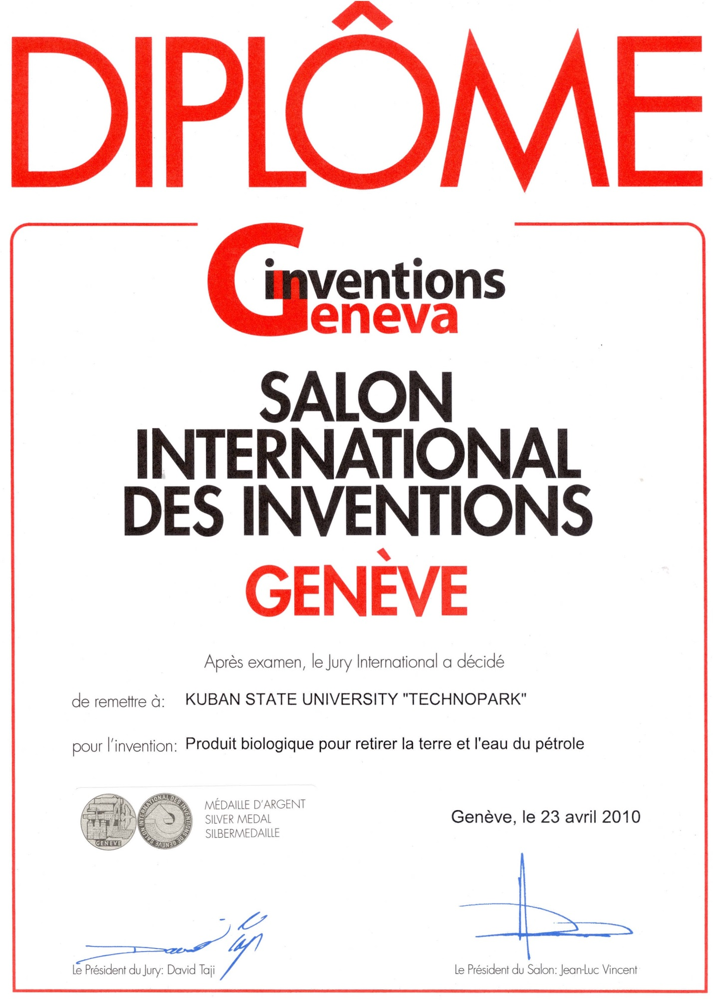 DIPLÔME
inventions
Geneva
SALON
INTERNATIONAL
DES INVENTIONS
GENÈVE
Après examen, le Jury International a décidé
de remettre à: KUBAN STATE UNIVERSITY "TECHNOPARK"
pour l'invention: Produit biologique pour retirer la terre et l'eau du pétrole
GENEVE
SALON INTERNATIONAL DES INVENTIONS DE GENEVE
MÉDAILLE D'ARGENT
SILVER MEDAL
SILBERMEDAILLE
Genève, le 23 avril 2010
Le Président du Jury: David Taji
Le Président du Salon: Jean-Luc Vincent